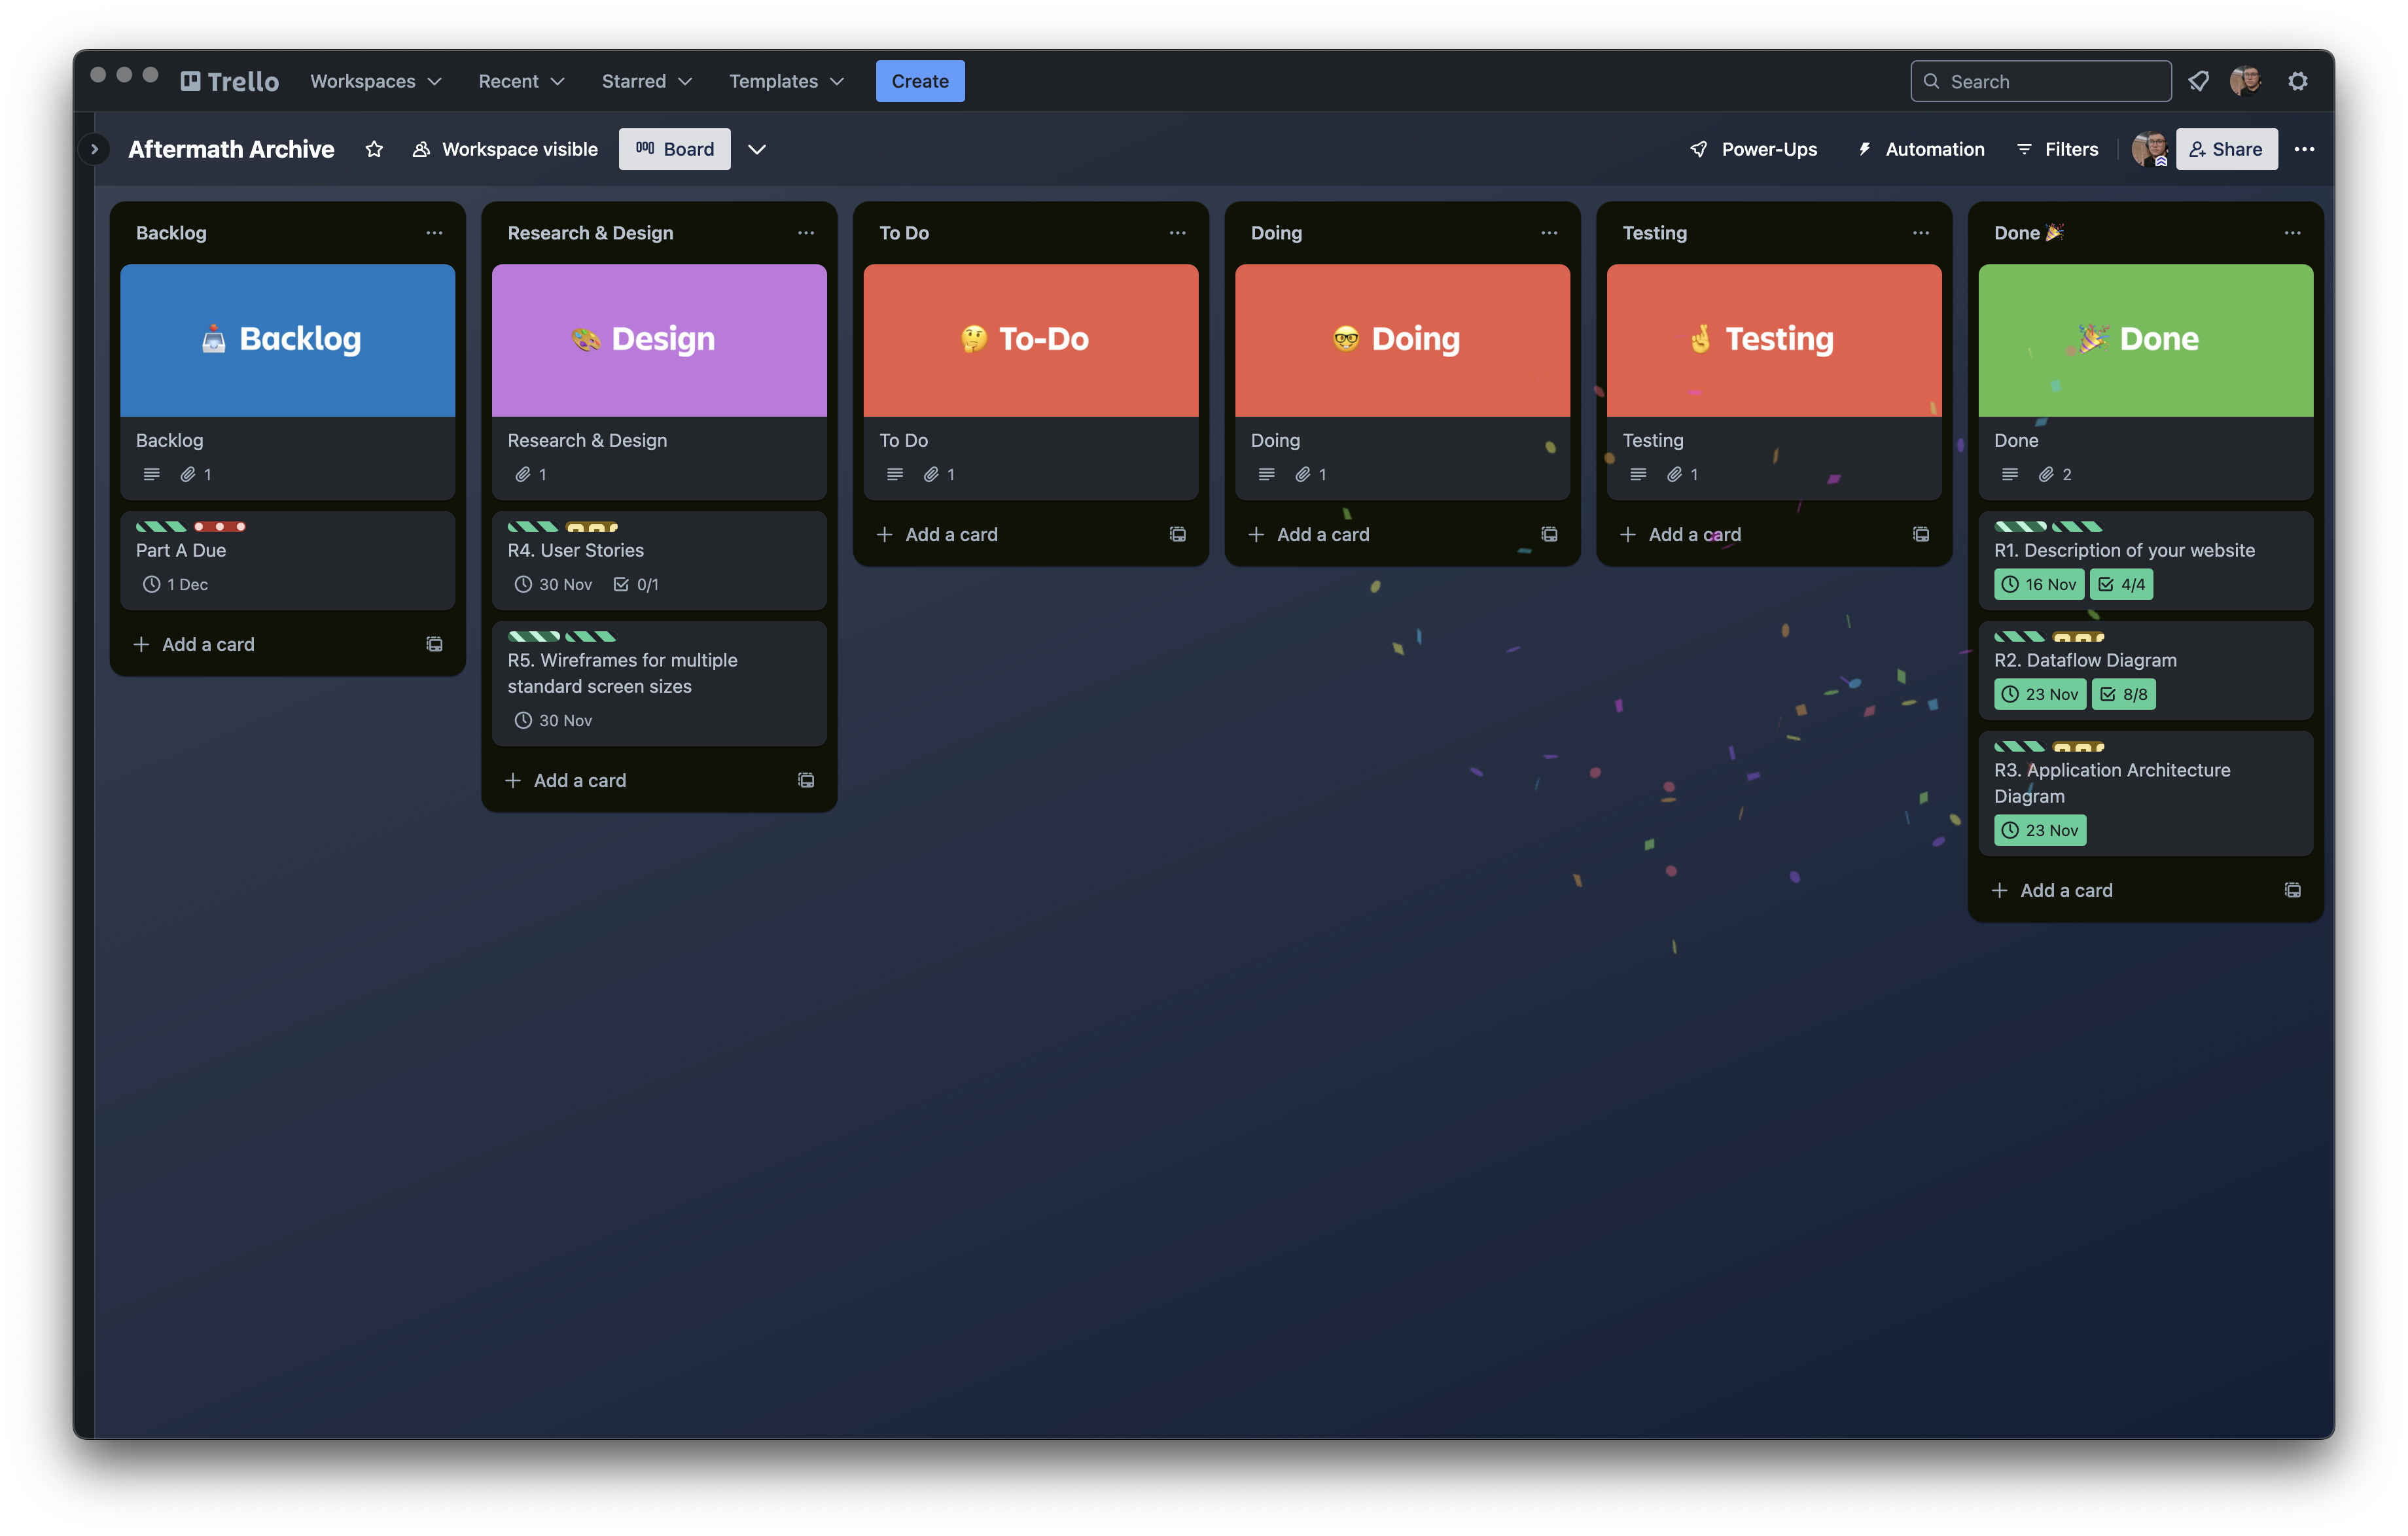 Trello Workspaces Recent Starred Templates Create Search
Aftermath Archive Workspace visible Board Power-Ups Automation Filters Share
Backlog
Backlog
Backlog
1
Part A Due
1 Dec
Add a card
Research & Design
Design
Research & Design
1
R4. User Stories
30 Nov 0/1
R5. Wireframes for multiple
standard screen sizes
30 Nov
Add a card
To Do
To-Do
To Do
1
Add a card
Doing
Doing
Doing
1
Add a card
Testing
Testing
Testing
1
Add a card
Done 🎉
Done
Done
2
R1. Description of your website
16 Nov 4/4
R2. Dataflow Diagram
23 Nov 8/8
R3. Application Architecture
Diagram
23 Nov
Add a card